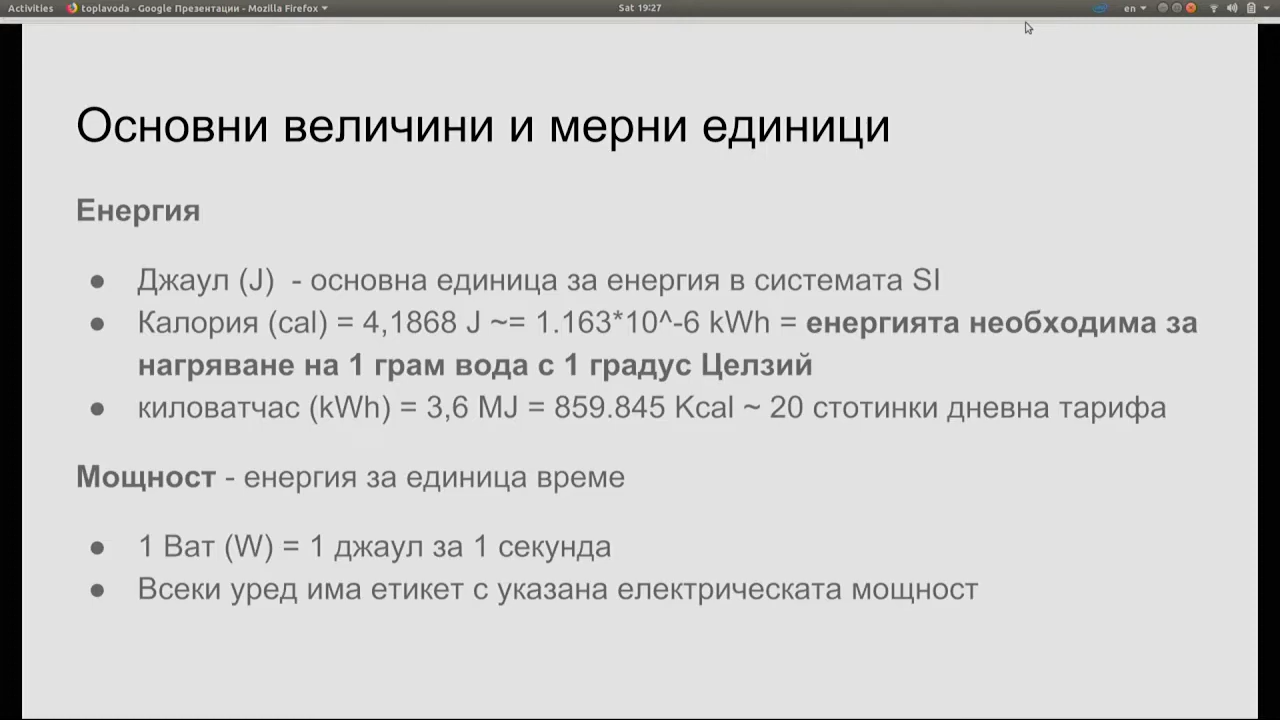 Activities toplavoda - Google Презентации - Mozilla Firefox Sat 19:27 en
Основни величини и мерни единици
Енергия
● Джаул (J) - основна единица за енергия в системата SI
● Калория (cal) = 4,1868 J ~= 1.163*10^-6 kWh = енергията необходима за
нагряване на 1 грам вода с 1 градус Целзий
● киловатчас (kWh) = 3,6 MJ = 859.845 Kcal ~ 20 стотинки дневна тарифа
Мощност - енергия за единица време
● 1 Ват (W) = 1 джаул за 1 секунда
● Всеки уред има етикет с указана електрическата мощност